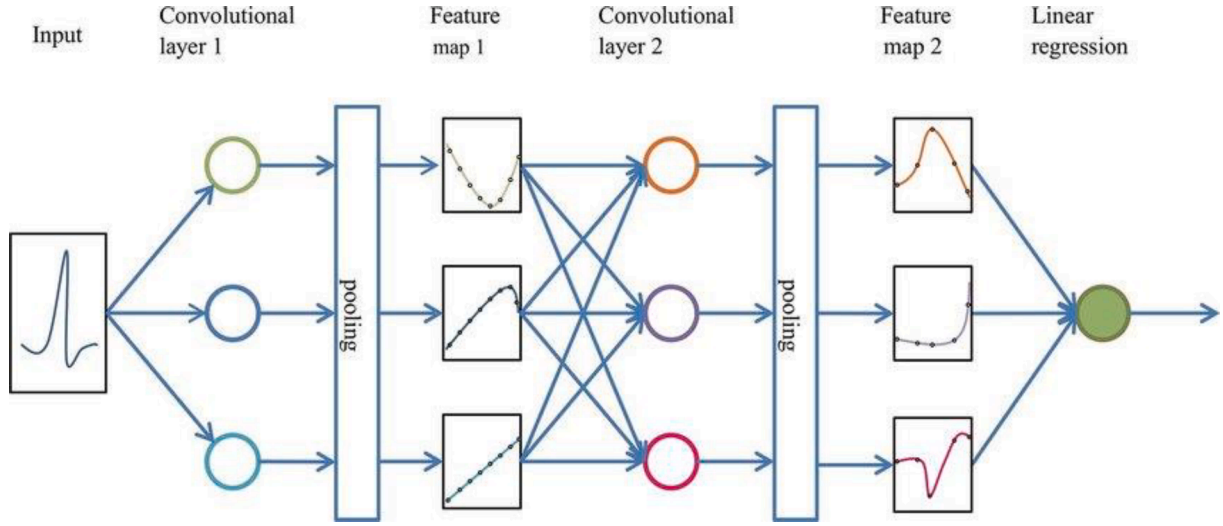 Input
Convolutional
layer 1
Feature
map 1
Convolutional
layer 2
Feature
map 2
Linear
regression
pooling
pooling